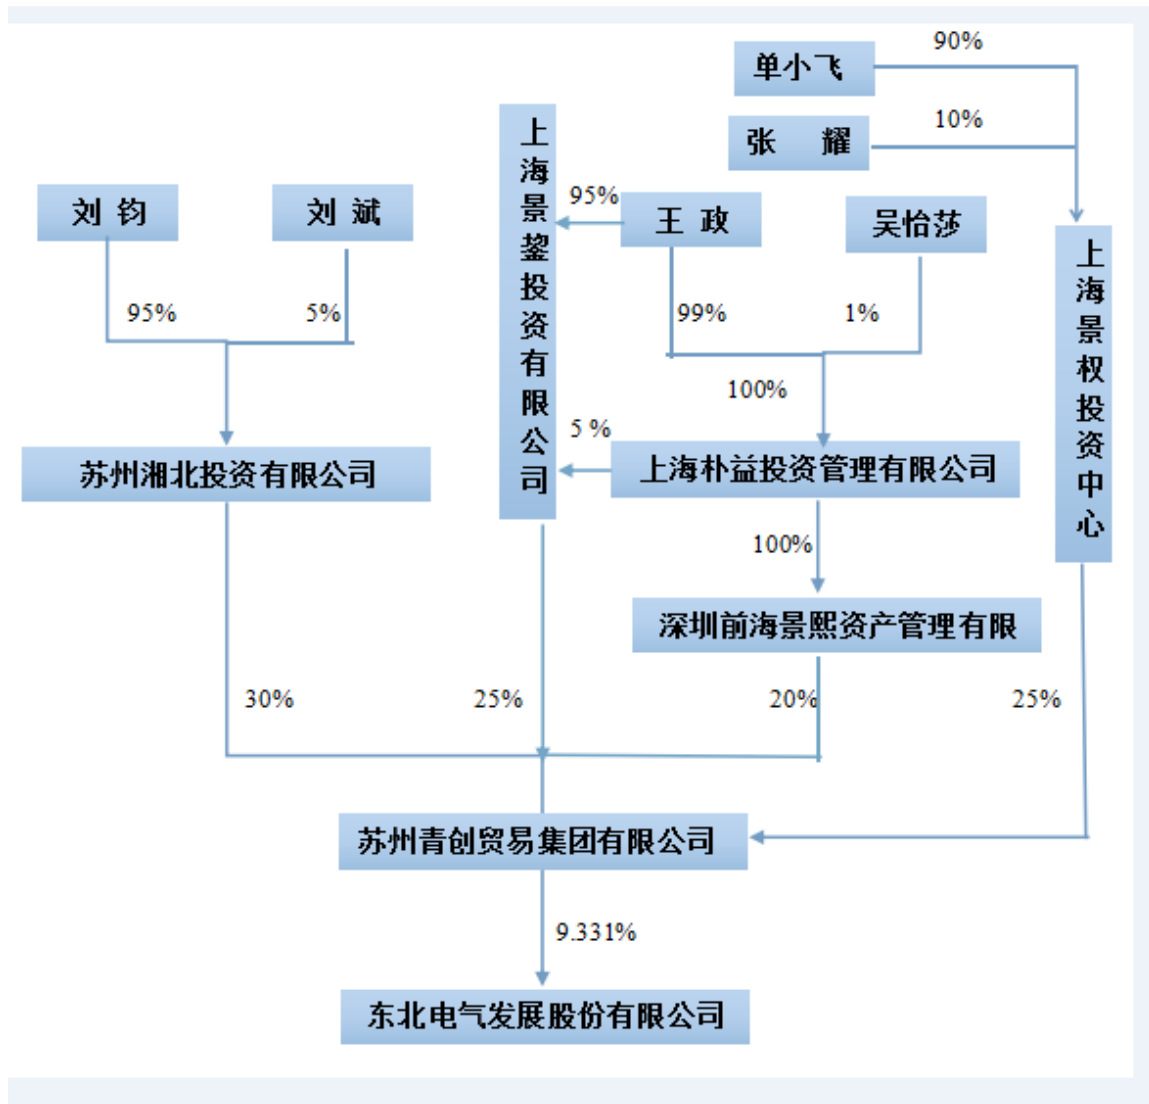 单小飞
90%
张 耀
10%
上海景鋆投资有限公司
刘 钧
刘 斌
95%
王 政
吴怡莎
上海景权投资中心
95%
5%
99%
1%
100%
5 %
苏州湘北投资有限公司
上海朴益投资管理有限公司
100%
深圳前海景熙资产管理有限
30%
25%
20%
25%
苏州青创贸易集团有限公司
9.331%
东北电气发展股份有限公司